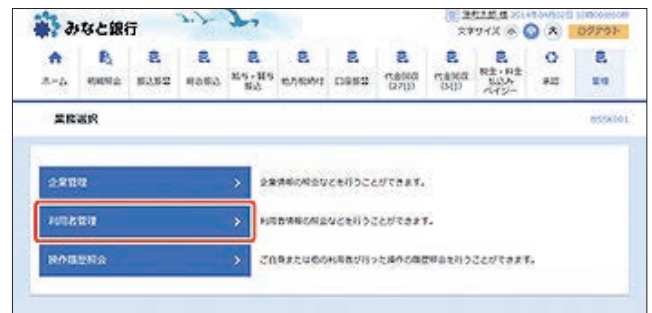 みなと銀行
文字サイズ 小 中 大 ログアウト
ホーム 明細照会 振込振替 総合振込 給与・賞与振込 地方税納付 口座振替 代金回収 代金回収 税金・料金払込みペイジー 承認 管理
業務選択 BSSK001
企業管理 企業情報の照会などを行うことができます。
利用者管理 利用者情報の照会などを行うことができます。
操作履歴照会 ご自身または他の利用者が行った操作の履歴照会を行うことができます。